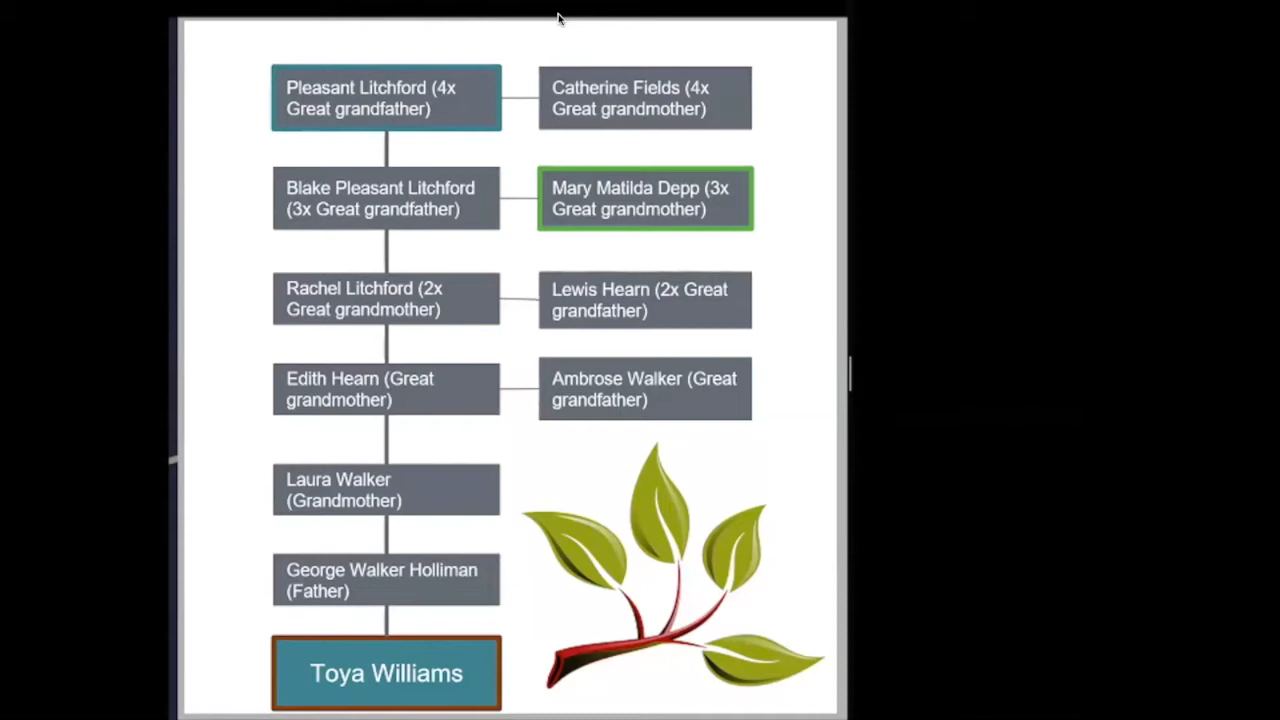 Pleasant Litchford (4x
Great grandfather)
Catherine Fields (4x
Great grandmother)
Blake Pleasant Litchford
(3x Great grandfather)
Mary Matilda Depp (3x
Great grandmother)
Rachel Litchford (2x
Great grandmother)
Lewis Hearn (2x Great
grandfather)
Edith Hearn (Great
grandmother)
Ambrose Walker (Great
grandfather)
Laura Walker
(Grandmother)
George Walker Holliman
(Father)
Toya Williams